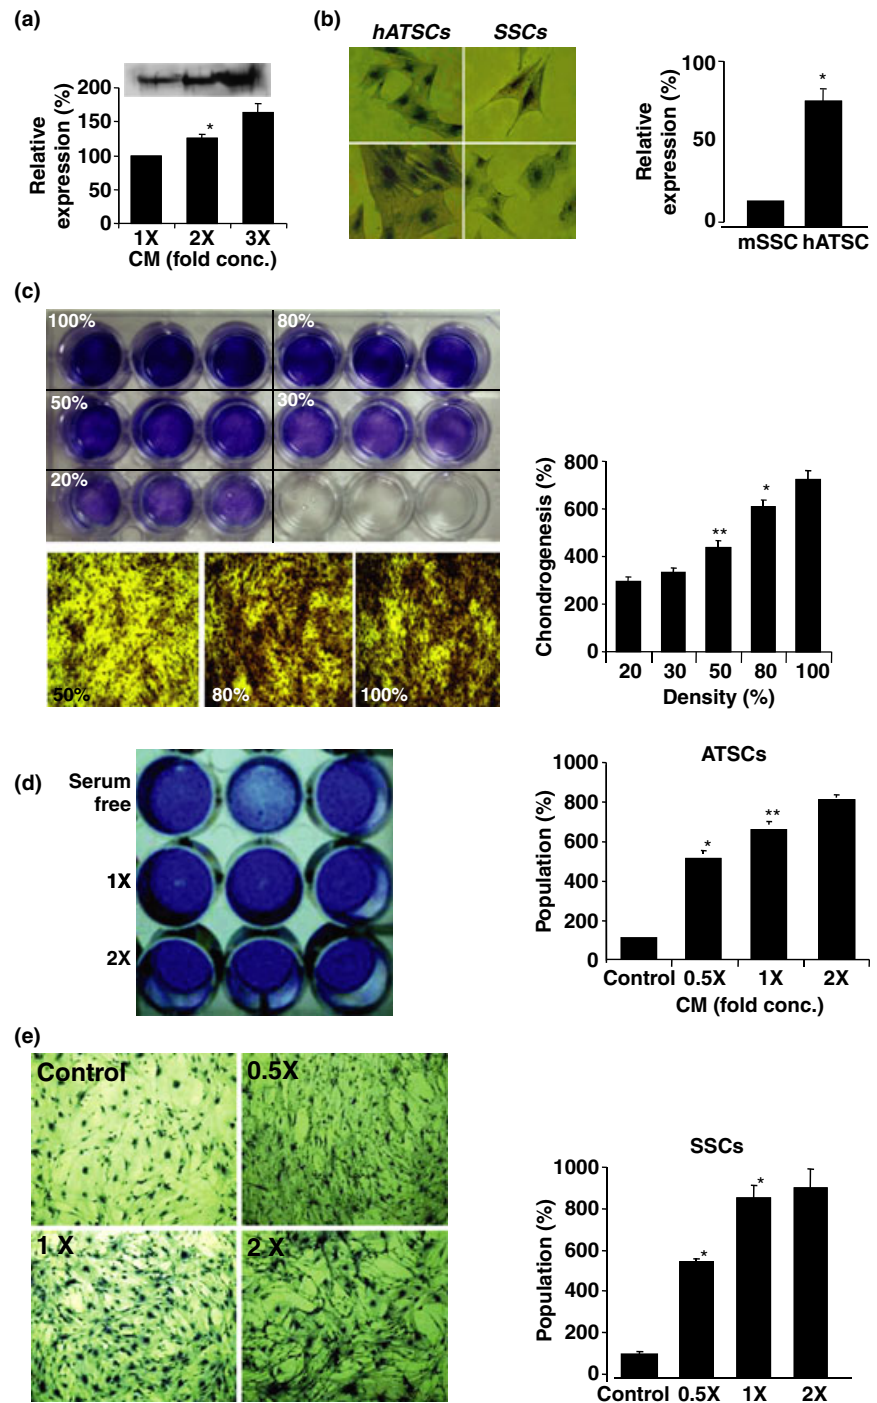 (a)
200
150
100
50
0
Relative
expression (%)
*
1X 2X 3X
CM (fold conc.)
(b)
hATSCs SSCs
100
50
0
Relative
expression (%)
*
mSSC hATSC
(c)
100% 80%
50% 30%
20%
50% 80% 100%
800
600
400
200
0
Chondrogenesis (%)
** *
20 30 50 80 100
Density (%)
(d)
Serum
free
1X
2X
ATSCs
1000
800
600
400
200
0
Population (%)
* **
Control 0.5X 1X 2X
CM (fold conc.)
(e)
Control 0.5X
1 X 2 X
SSCs
1000
800
600
400
200
0
Population (%)
* *
Control 0.5X 1X 2X